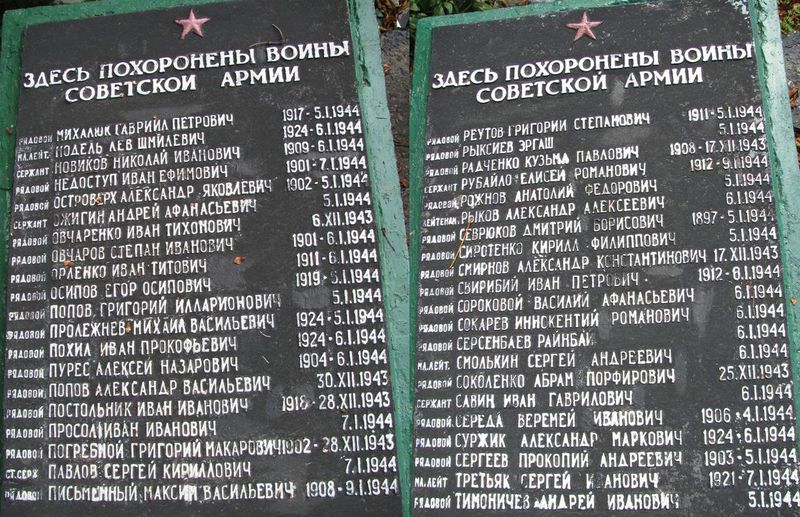 ЗДЕСЬ ПОХОРОНЕНЫ ВОИНЫ
СОВЕТСКОЙ АРМИИ
РЯДОВОЙ МИХАЛЮК ГАВРИИЛ ПЕТРОВИЧ 1917 - 5.I.1944
МЛ.ЛЕЙТ. НОДЕЛЬ ЛЕВ ШМИЛЕВИЧ 1924 - 6.I.1944
СЕРЖАНТ НОВИКОВ НИКОЛАЙ ИВАНОВИЧ 1909 - 6.I.1944
РЯДОВОЙ НЕДОСТУП ИВАН ЕФИМОВИЧ 1901 - 7.I.1944
РЯДОВОЙ ОСТРОВЕРХ АЛЕКСАНДР ЯКОВЛЕВИЧ 1902 - 5.I.1944
СЕРЖАНТ ОЖИГИН АНДРЕЙ АФАНАСЬЕВИЧ 5.I.1944
РЯДОВОЙ ОВЧАРЕНКО ИВАН ТИХОНОВИЧ 6.XII.1943
РЯДОВОЙ ОВЧАРОВ СТЕПАН ИВАНОВИЧ 1901 - 6.I.1944
РЯДОВОЙ ОРЛЕНКО ИВАН ТИТОВИЧ 1911 - 6.I.1944
РЯДОВОЙ ОСИПОВ ЕГОР ОСИПОВИЧ 1919 - 5.I.1944
РЯДОВОЙ ПОПОВ ГРИГОРИЙ ИЛЛАРИОНОВИЧ 5.I.1944
РЯДОВОЙ ПРОЛЕЖНЕВ МИХАИЛ ВАСИЛЬЕВИЧ 1924 - 5.I.1944
РЯДОВОЙ ПОХИЛ ИВАН ПРОКОФЬЕВИЧ 1924 - 6.I.1944
РЯДОВОЙ ПУРЕС АЛЕКСЕЙ НАЗАРОВИЧ 1904 - 6.I.1944
РЯДОВОЙ ПОПОВ АЛЕКСАНДР ВАСИЛЬЕВИЧ 30.XII.1943
РЯДОВОЙ ПОСТОЛЬНИК ИВАН ИВАНОВИЧ 1918 - 28.XII.1943
РЯДОВОЙ ПРОСОЛ ИВАН ИВАНОВИЧ 7.I.1944
РЯДОВОЙ ПОГРЕБНОЙ ГРИГОРИЙ МАКАРОВИЧ 1902 - 28.XII.1943
СТ.СЕРЖ ПАВЛОВ СЕРГЕЙ КИРИЛЛОВИЧ 7.I.1944
РЯДОВОЙ ПИСЬМЕННЫЙ МАКСИМ ВАСИЛЬЕВИЧ 1908 - 9.I.1944
ЗДЕСЬ ПОХОРОНЕНЫ ВОИНЫ
СОВЕТСКОЙ АРМИИ
РЯДОВОЙ РЕУТОВ ГРИГОРИЙ СТЕПАНОВИЧ 1911 - 5.I.1944
РЯДОВОЙ РЫКСИЕВ ЭРГАШ 5.I.1944
РЯДОВОЙ РАДЧЕНКО КУЗЬМА ПАВЛОВИЧ 1908 - 17.XII.1943
СЕРЖАНТ РУБАЙЛО ЕЛИСЕЙ РОМАНОВИЧ 1912 - 9.I.1944
РЯДОВОЙ РОЖНОВ АНАТОЛИЙ ФЕДОРОВИЧ 5.I.1944
ЛЕЙТЕНАН. РЫКОВ АЛЕКСАНДР АЛЕКСЕЕВИЧ 6.I.1944
РЯДОВОЙ СЕВРЮКОВ ДМИТРИЙ БОРИСОВИЧ 1897 - 5.I.1944
РЯДОВОЙ СИРОТЕНКО КИРИЛЛ ФИЛИППОВИЧ 5.I.1944
РЯДОВОЙ СМИРНОВ АЛЕКСАНДР КОНСТАНТИНОВИЧ 17.XII.1943
РЯДОВОЙ СВИРИБИЙ ИВАН ПЕТРОВИЧ 1912 - 6.I.1944
РЯДОВОЙ СОРОКОВОЙ ВАСИЛИЙ АФАНАСЬЕВИЧ 6.I.1944
РЯДОВОЙ СОКАРЕВ ИННСКЕНТИЙ РОМАНОВИЧ 6.I.1944
РЯДОВОЙ СЕРСЕНБАЕВ РАЙНБАЙ 6.I.1944
МЛ.ЛЕЙТ. СМОЛЬКИН СЕРГЕЙ АНДРЕЕВИЧ 6.I.1944
РЯДОВОЙ СОКОЛЕНКО АБРАМ ПОРФИРОВИЧ 25.XII.1943
СЕРЖАНТ САВИН ИВАН ГАВРИЛОВИЧ 6.I.1944
РЯДОВОЙ СЕРЕДА ВЕРЕМЕЙ ИВАНОВИЧ 1906 - 4.I.1944
РЯДОВОЙ СУРЖИК АЛЕКСАНДР МАРКОВИЧ 1924 - 6.I.1944
РЯДОВОЙ СЕРГЕЕВ ПРОКОПИЙ АНДРЕЕВИЧ 1903 - 5.I.1944
МЛ.ЛЕЙТ ТРЕТЬЯК СЕРГЕЙ ИВАНОВИЧ 1921 - 7.I.1944
РЯДОВОЙ ТИМОНИЧЕВ АНДРЕЙ ИВАНОВИЧ 5.I.1944